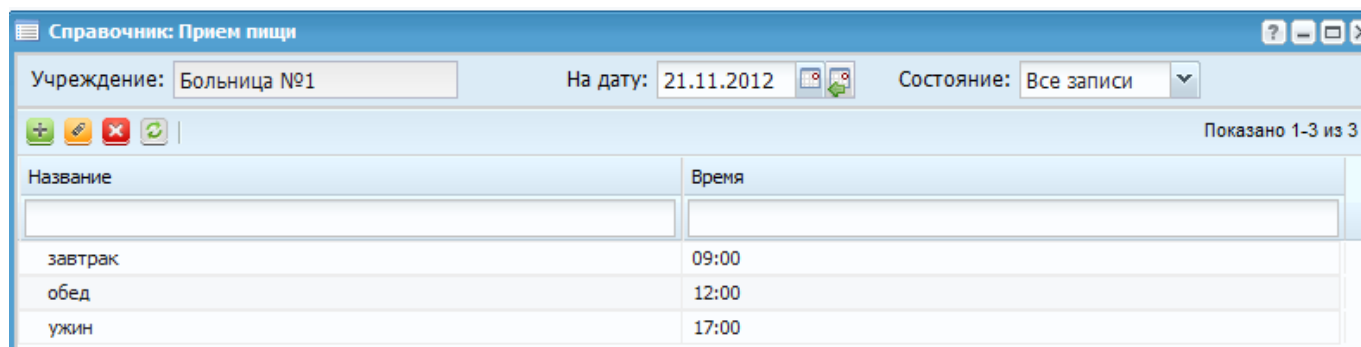 Справочник: Прием пищи
Учреждение: Больница №1 На дату: 21.11.2012 Состояние: Все записи
Показано 1-3 из 3
Название Время
завтрак 09:00
обед 12:00
ужин 17:00